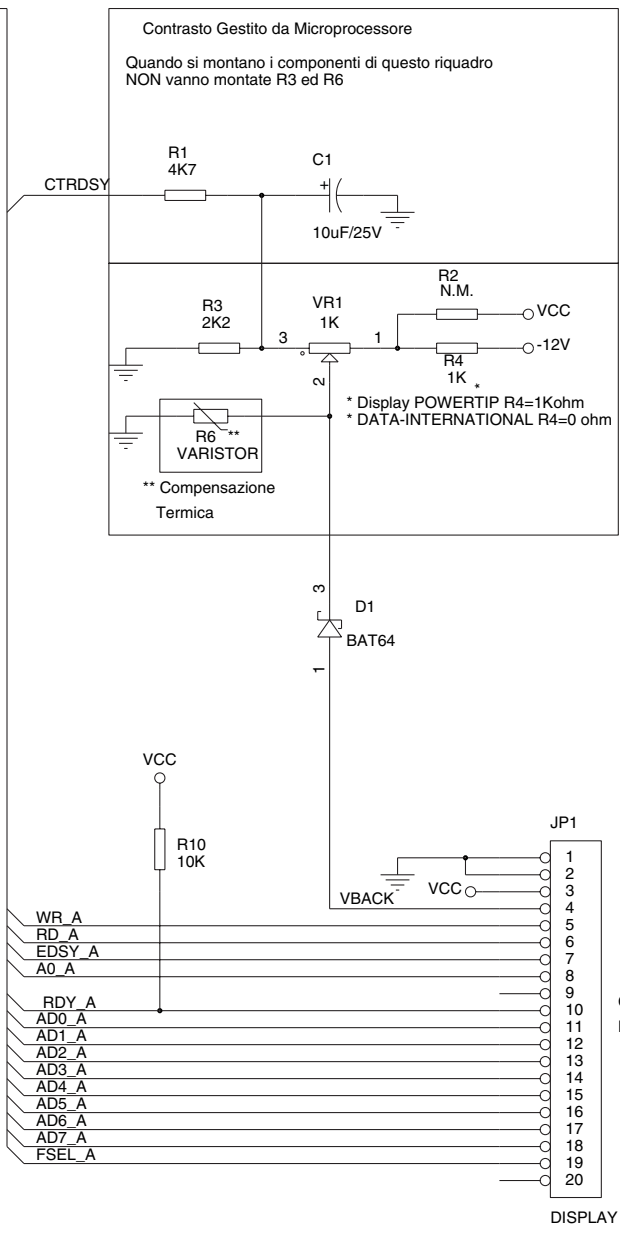 Contrasto Gestito da Microprocessore
Quando si montano i componenti di questo riquadro
NON vanno montate R3 ed R6
R1
4K7
C1
CTRDSY
+
10uF/25V
R2
N.M.
R3
2K2
VR1
1K
VCC
3
1
-12V
R4
1K
*
2
* Display POWERTIP R4=1Kohm
* DATA-INTERNATIONAL R4=0 ohm
R6
**
VARISTOR
** Compensazione
Termica
3
D1
BAT64
1
VCC
R10
10K
JP1
1
2
VCC
3
VBACK
4
WR_A
5
RD_A
6
EDSY_A
7
A0_A
8
9
RDY_A
10
AD0_A
11
AD1_A
12
AD2_A
13
AD3_A
14
AD4_A
15
AD5_A
16
AD6_A
17
AD7_A
18
FSEL_A
19
20
DISPLAY